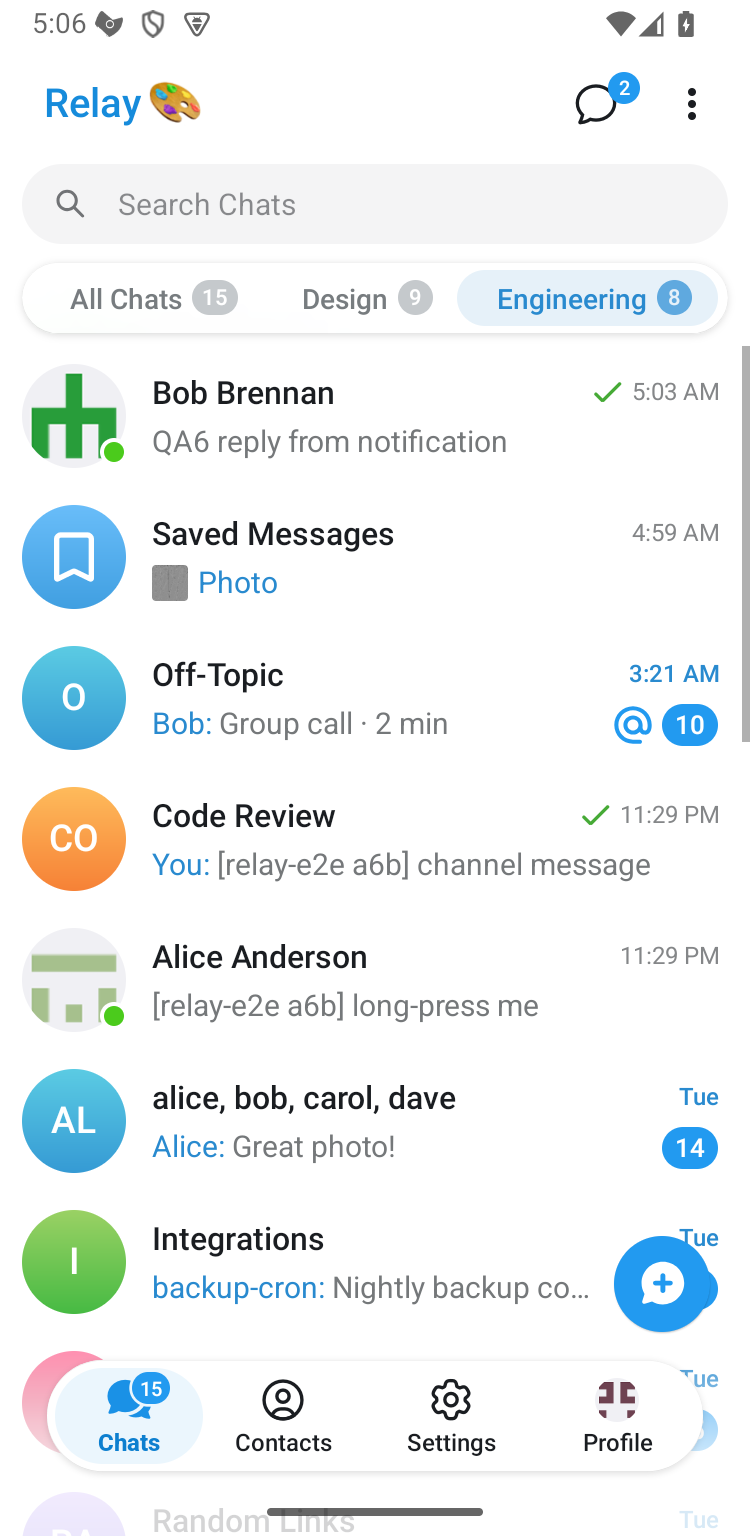 5:06
Relay
2
Search Chats
All Chats 15 Design 9 Engineering 8
Bob Brennan 5:03 AM
QA6 reply from notification
Saved Messages 4:59 AM
Photo
O
Off-Topic 3:21 AM
Bob: Group call · 2 min @ 10
CO
Code Review 11:29 PM
You: [relay-e2e a6b] channel message
Alice Anderson 11:29 PM
[relay-e2e a6b] long-press me
AL
alice, bob, carol, dave Tue
Alice: Great photo! 14
I
Integrations Tue
backup-cron: Nightly backup co…
Tue
15
Chats Contacts Settings Profile
Random Links Tue